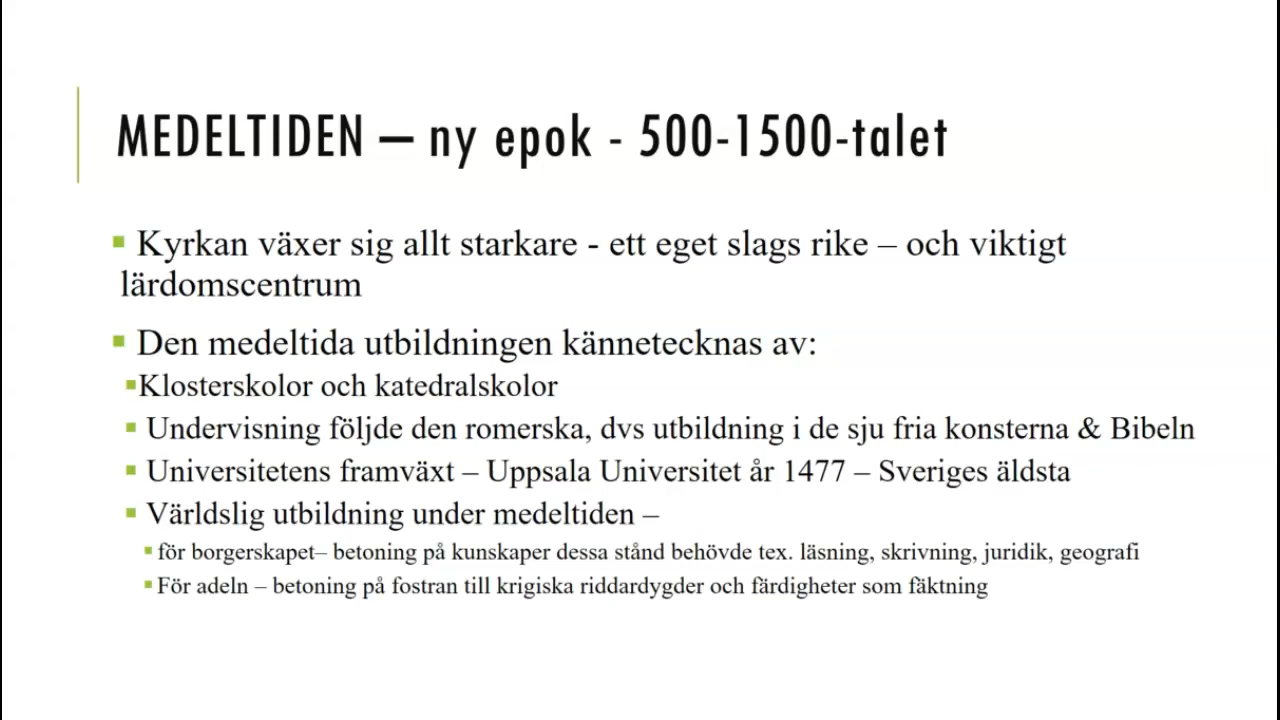 MEDELTIDEN – ny epok - 500-1500-talet
▪ Kyrkan växer sig allt starkare - ett eget slags rike – och viktigt
lärdomscentrum
▪ Den medeltida utbildningen kännetecknas av:
▪Klosterskolor och katedralskolor
▪ Undervisning följde den romerska, dvs utbildning i de sju fria konsterna & Bibeln
▪ Universitetens framväxt – Uppsala Universitet år 1477 – Sveriges äldsta
▪ Världslig utbildning under medeltiden –
▪ för borgerskapet– betoning på kunskaper dessa stånd behövde tex. läsning, skrivning, juridik, geografi
▪ För adeln – betoning på fostran till krigiska riddardygder och färdigheter som fäktning